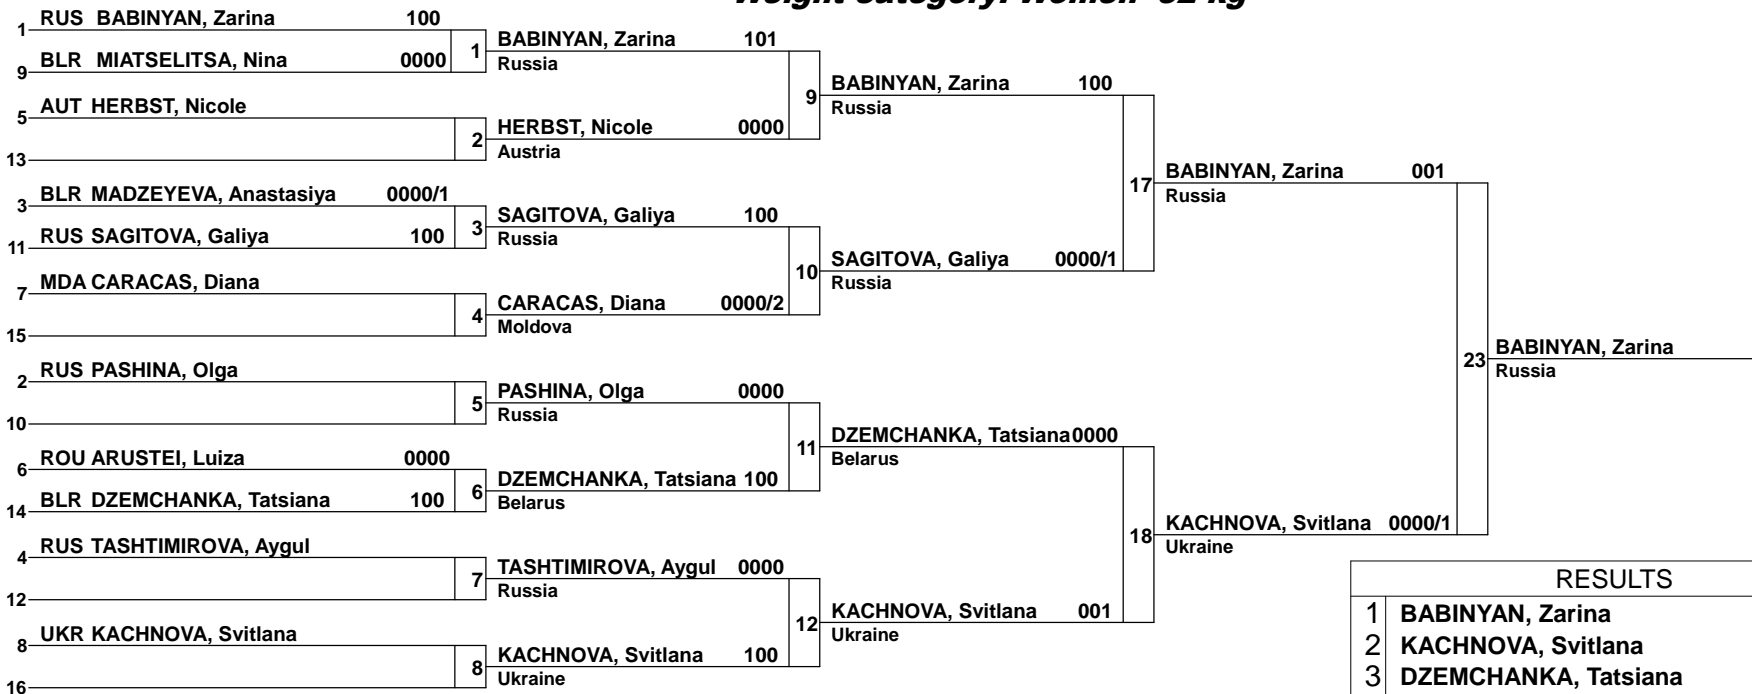 Weight category: Women -52 kg
1 RUS BABINYAN, Zarina 100
9 BLR MIATSELITSA, Nina 0000
1
BABINYAN, Zarina 101
Russia
5 AUT HERBST, Nicole
13
2
HERBST, Nicole 0000
Austria
9
BABINYAN, Zarina 100
Russia
3 BLR MADZEYEVA, Anastasiya 0000/1
11 RUS SAGITOVA, Galiya 100
3
SAGITOVA, Galiya 100
Russia
7 MDA CARACAS, Diana
15
4
CARACAS, Diana 0000/2
Moldova
10
SAGITOVA, Galiya 0000/1
Russia
17
BABINYAN, Zarina 001
Russia
2 RUS PASHINA, Olga
10
5
PASHINA, Olga 0000
Russia
6 ROU ARUSTEI, Luiza 0000
14 BLR DZEMCHANKA, Tatsiana 100
6
DZEMCHANKA, Tatsiana 100
Belarus
11
DZEMCHANKA, Tatsiana 0000
Belarus
4 RUS TASHTIMIROVA, Aygul
12
7
TASHTIMIROVA, Aygul 0000
Russia
8 UKR KACHNOVA, Svitlana
16
8
KACHNOVA, Svitlana 100
Ukraine
12
KACHNOVA, Svitlana 001
Ukraine
18
KACHNOVA, Svitlana 0000/1
Ukraine
23
BABINYAN, Zarina
Russia
RESULTS
1 BABINYAN, Zarina
2 KACHNOVA, Svitlana
3 DZEMCHANKA, Tatsiana